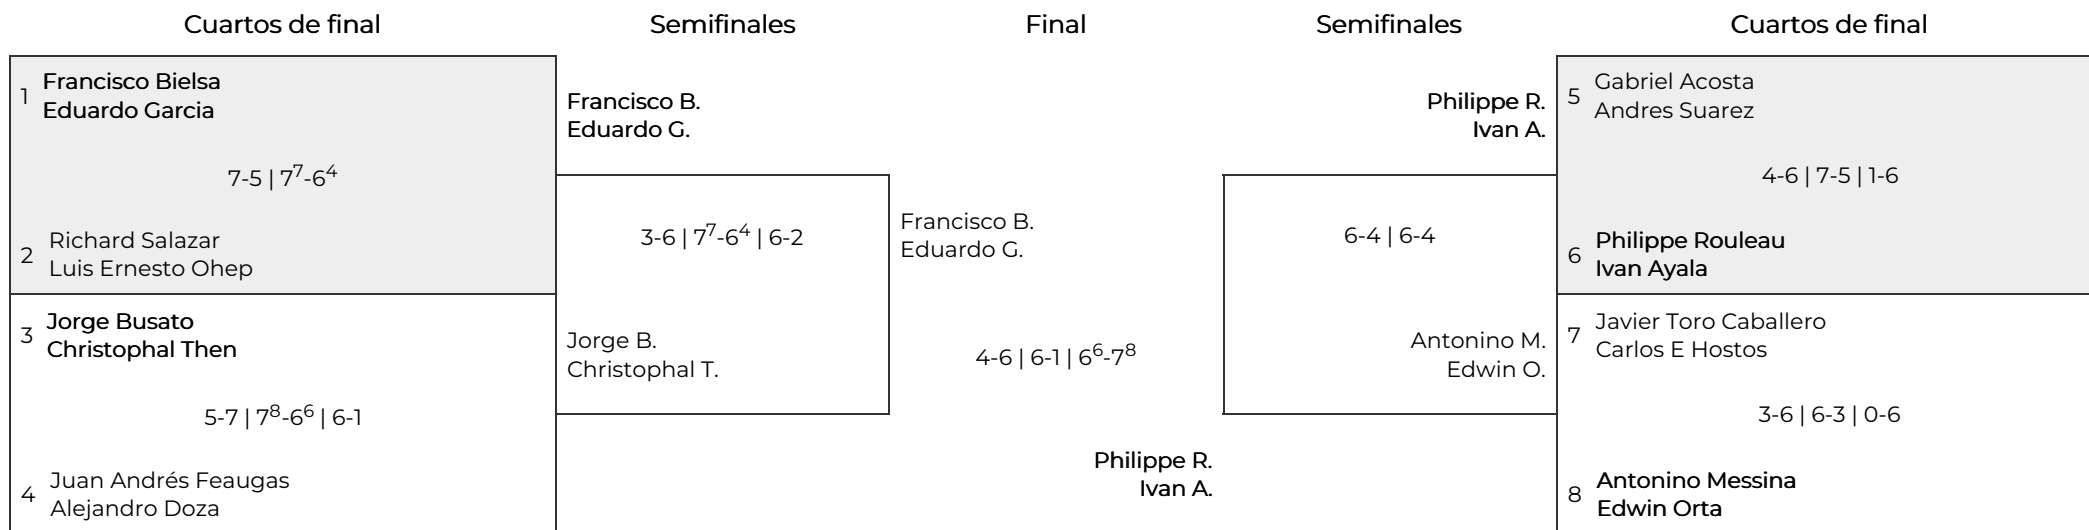 Cuartos de final
Semifinales
Final
Semifinales
Cuartos de final
1
Francisco Bielsa
Eduardo Garcia
7-5 | 7⁷-6⁴
2
Richard Salazar
Luis Ernesto Ohep
3
Jorge Busato
Christophal Then
5-7 | 7⁸-6⁶ | 6-1
4
Juan Andrés Feaugas
Alejandro Doza
Francisco B.
Eduardo G.
3-6 | 7⁷-6⁴ | 6-2
Jorge B.
Christophal T.
Francisco B.
Eduardo G.
4-6 | 6-1 | 6⁶-7⁸
Philippe R.
Ivan A.
Philippe R.
Ivan A.
6-4 | 6-4
Antonino M.
Edwin O.
5
Gabriel Acosta
Andres Suarez
4-6 | 7-5 | 1-6
6
Philippe Rouleau
Ivan Ayala
7
Javier Toro Caballero
Carlos E Hostos
3-6 | 6-3 | 0-6
8
Antonino Messina
Edwin Orta